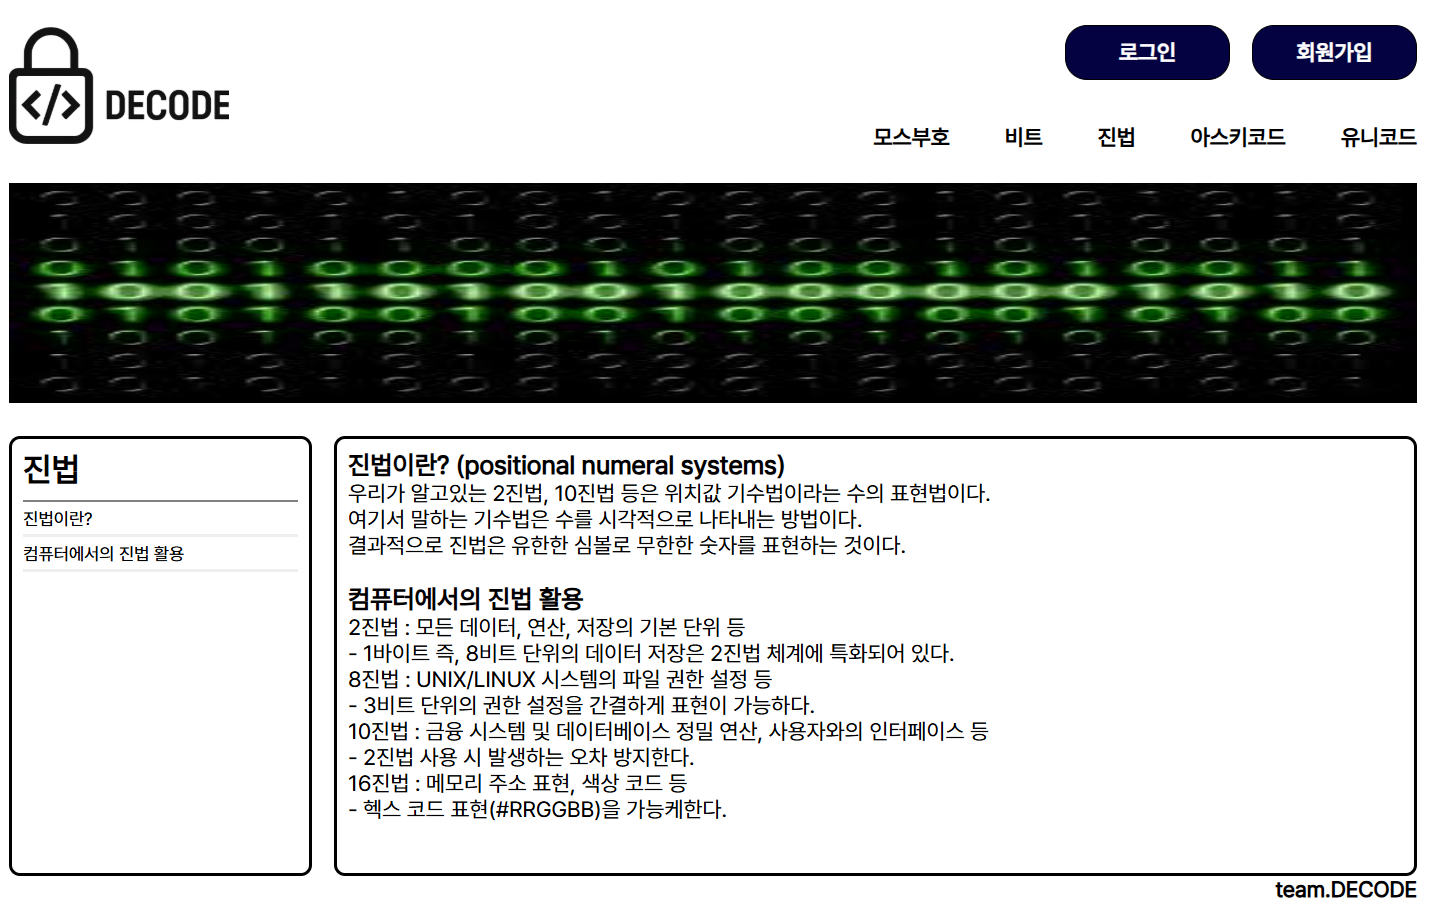 로그인
회원가입
</> DECODE
모스부호 비트 진법 아스키코드 유니코드
진법
진법이란?
컴퓨터에서의 진법 활용
진법이란? (positional numeral systems)
우리가 알고있는 2진법, 10진법 등은 위치값 기수법이라는 수의 표현법이다.
여기서 말하는 기수법은 수를 시각적으로 나타내는 방법이다.
결과적으로 진법은 유한한 심볼로 무한한 숫자를 표현하는 것이다.
컴퓨터에서의 진법 활용
2진법 : 모든 데이터, 연산, 저장의 기본 단위 등
- 1바이트 즉, 8비트 단위의 데이터 저장은 2진법 체계에 특화되어 있다.
8진법 : UNIX/LINUX 시스템의 파일 권한 설정 등
- 3비트 단위의 권한 설정을 간결하게 표현이 가능하다.
10진법 : 금융 시스템 및 데이터베이스 정밀 연산, 사용자와의 인터페이스 등
- 2진법 사용 시 발생하는 오차 방지한다.
16진법 : 메모리 주소 표현, 색상 코드 등
- 헥스 코드 표현(#RRGGBB)을 가능케한다.
team.DECODE